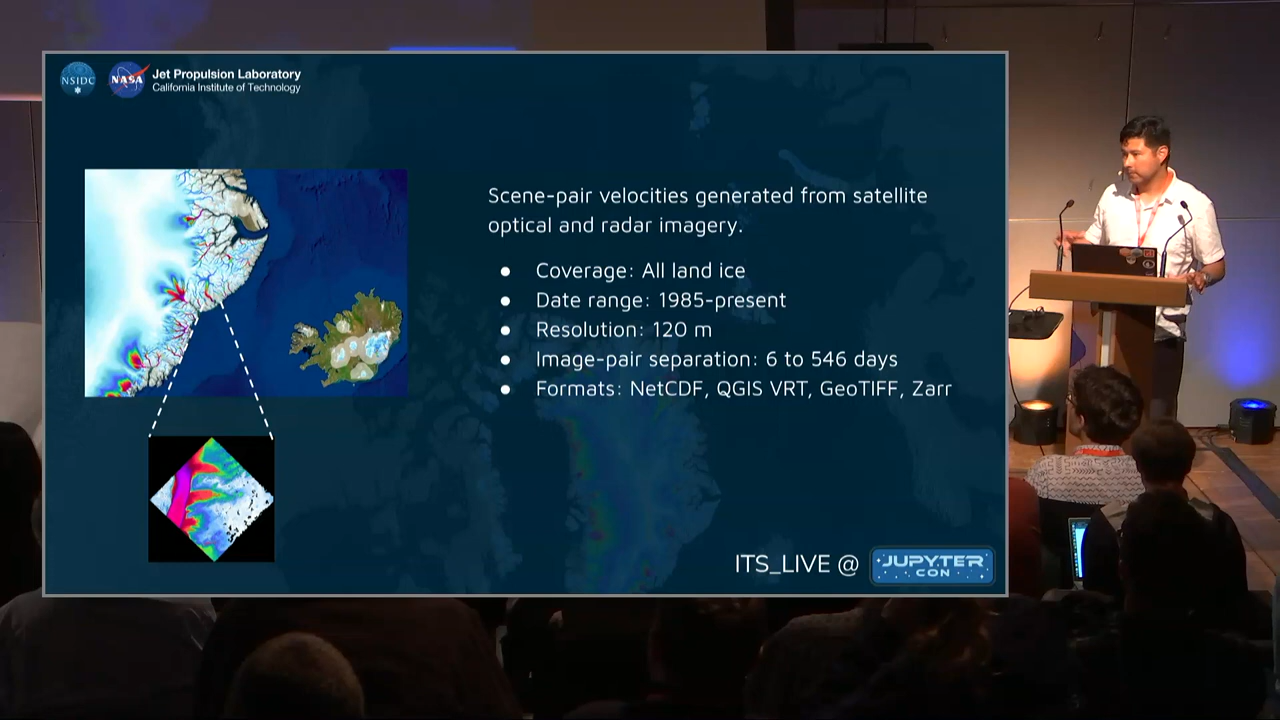 NSIDC
NASA
Jet Propulsion Laboratory
California Institute of Technology
Scene-pair velocities generated from satellite
optical and radar imagery.
● Coverage: All land ice
● Date range: 1985-present
● Resolution: 120 m
● Image-pair separation: 6 to 546 days
● Formats: NetCDF, QGIS VRT, GeoTIFF, Zarr
ITS_LIVE @
JUPYTER
CON